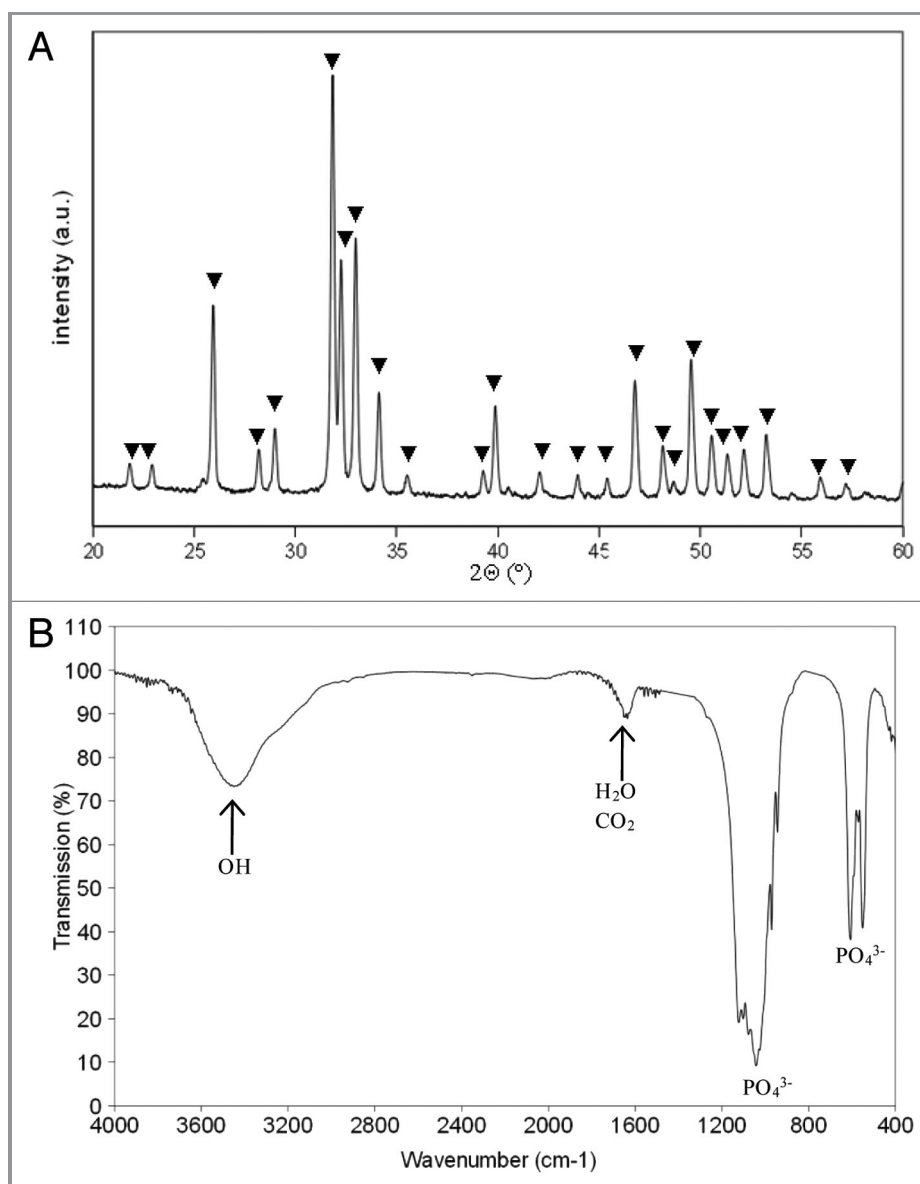 A
intensity (a.u.)
20 25 30 35 40 45 50 55 60
2Θ (°)
B
110
100
90
80
70
60
50
40
30
20
10
0
Transmission (%)
OH
H₂O
CO₂
PO₄³⁻
PO₄³⁻
4000 3600 3200 2800 2400 2000 1600 1200 800 400
Wavenumber (cm-1)